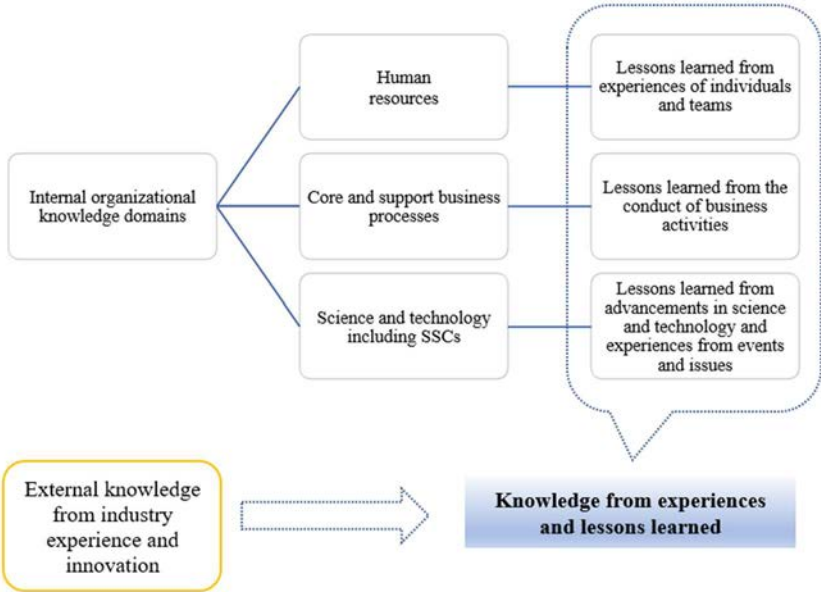 Human
resources
Lessons learned from
experiences of individuals
and teams
Internal organizational
knowledge domains
Core and support business
processes
Lessons learned from the
conduct of business
activities
Science and technology
including SSCs
Lessons learned from
advancements in science
and technology and
experiences from events
and issues
External knowledge
from industry
experience and
innovation
Knowledge from experiences
and lessons learned